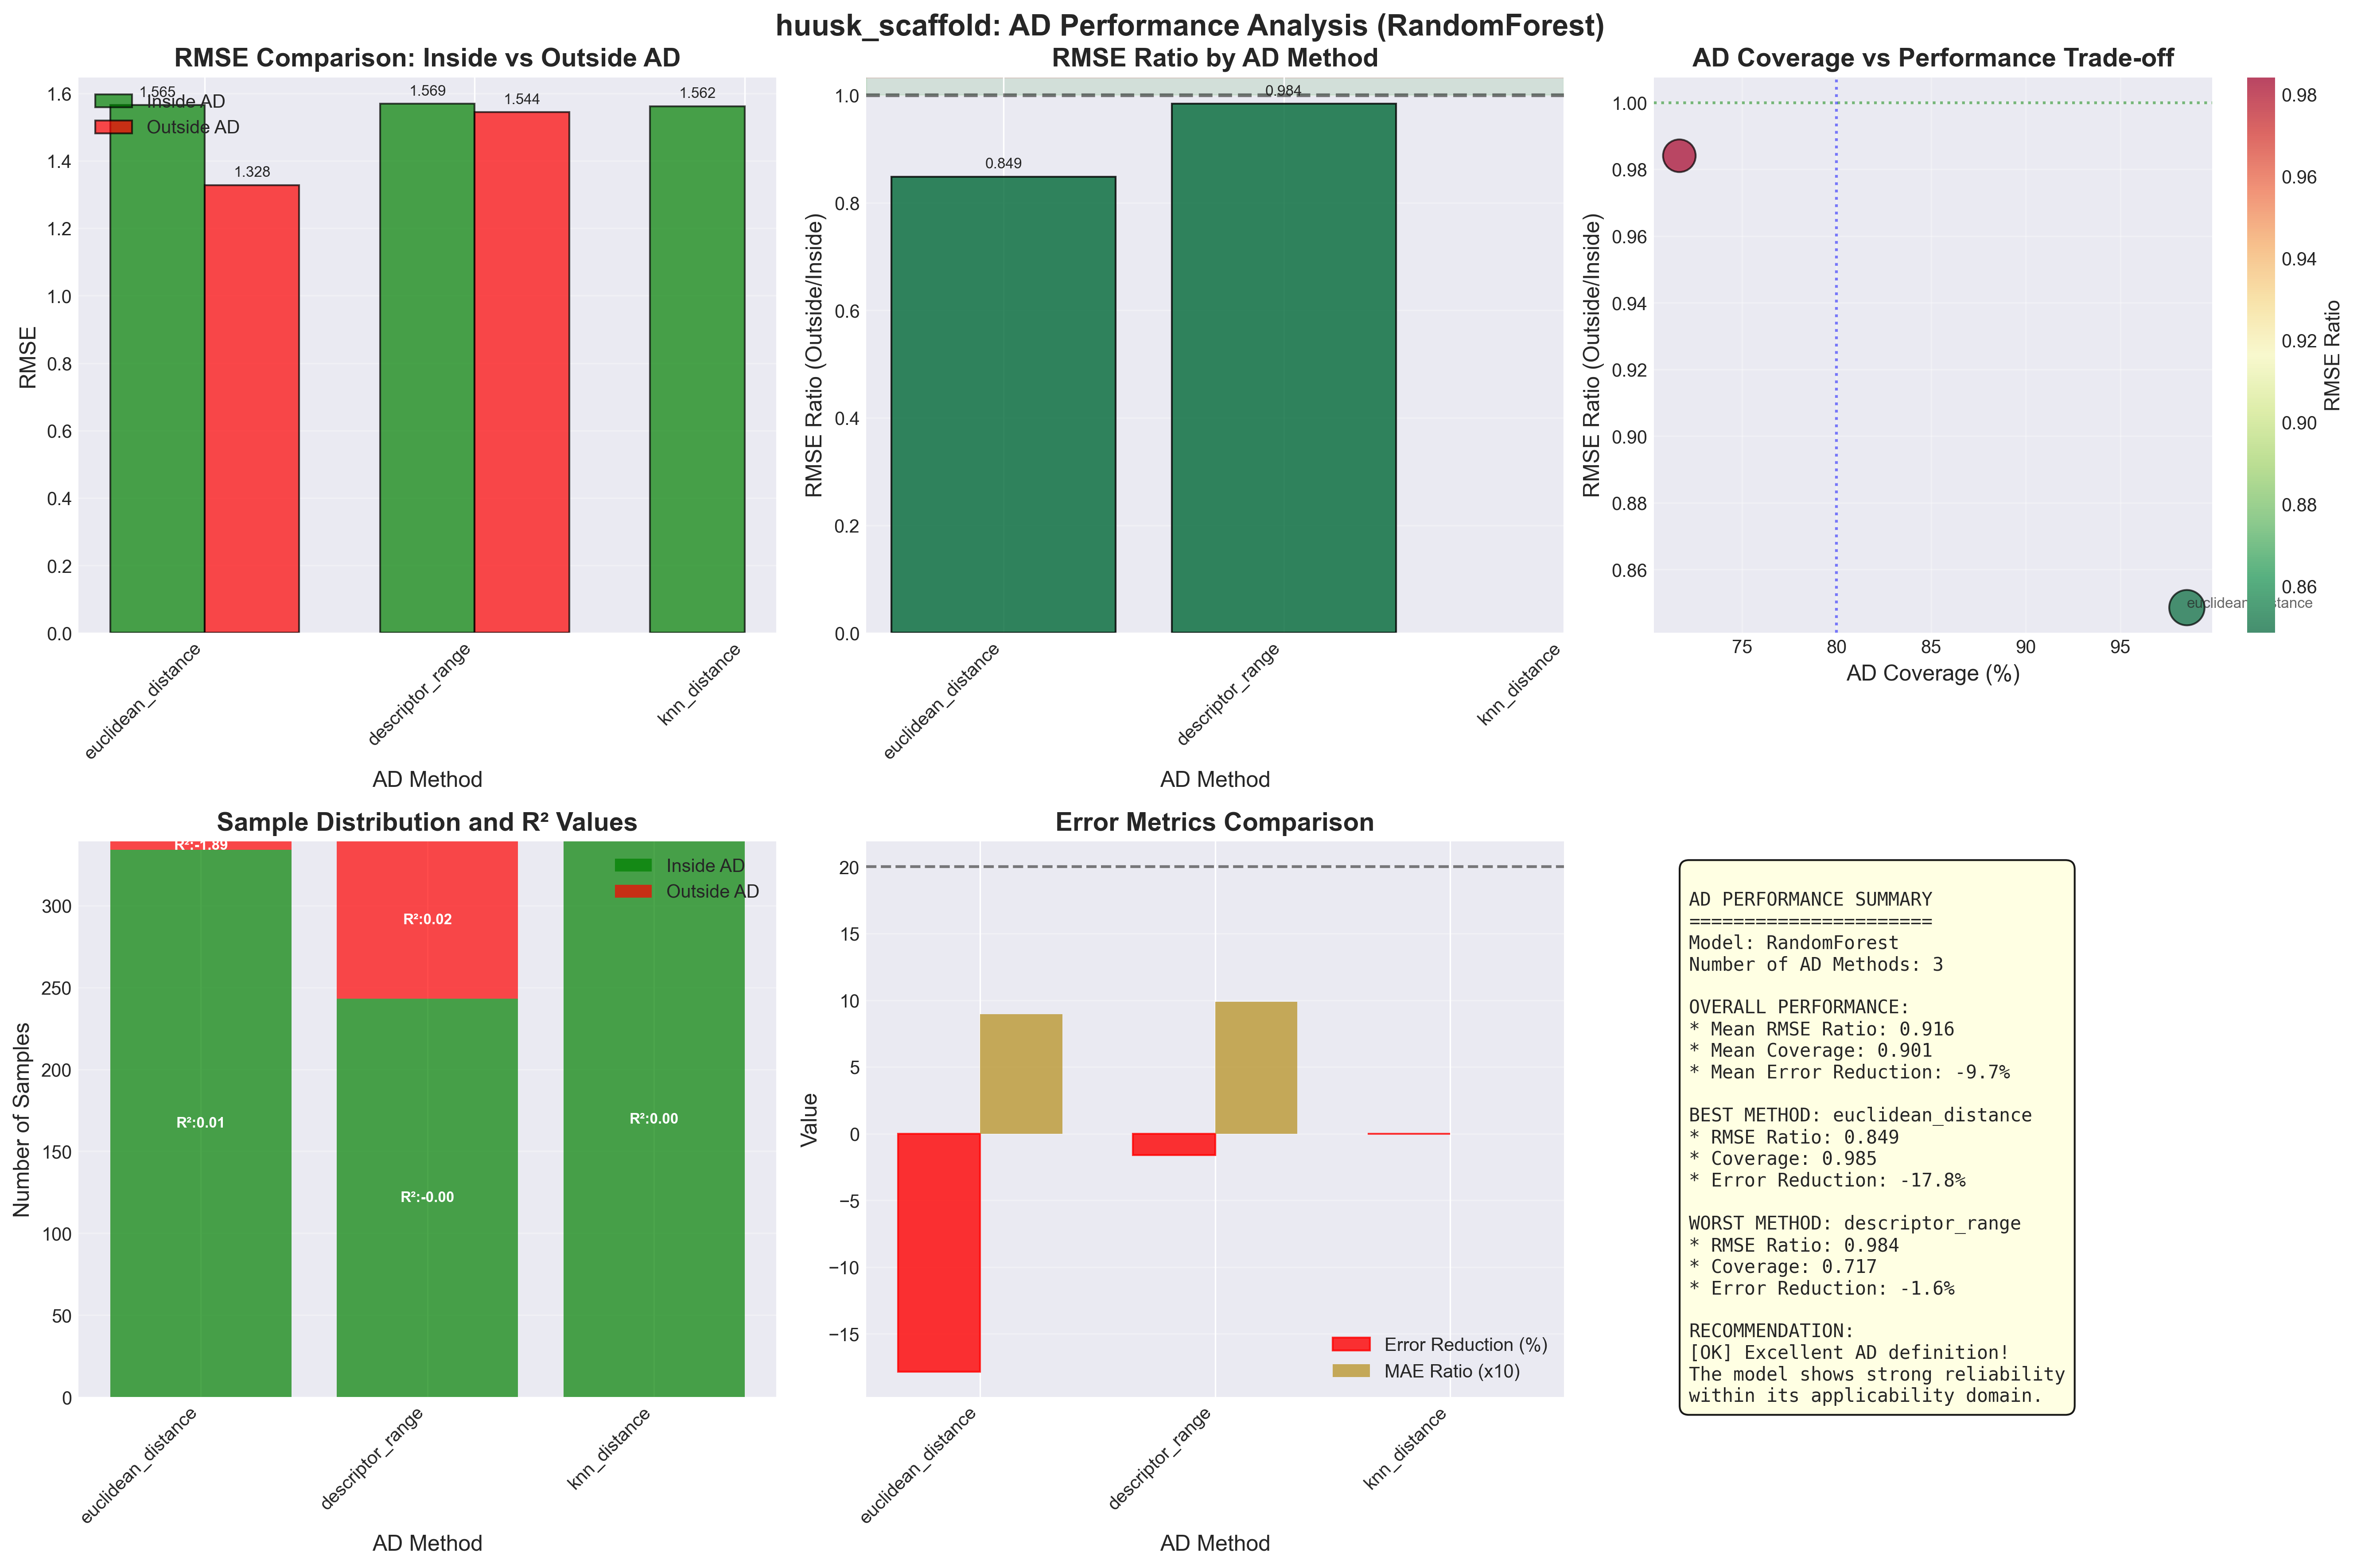 huusk_scaffold: AD Performance Analysis (RandomForest)
RMSE Comparison: Inside vs Outside AD
1.6
1.4
1.2
1.0
0.8
0.6
0.4
0.2
0.0
RMSE
Inside AD
Outside AD
1.565
1.328
1.569
1.544
1.562
euclidean_distance
descriptor_range
knn_distance
AD Method
RMSE Ratio by AD Method
1.0
0.8
0.6
0.4
0.2
0.0
RMSE Ratio (Outside/Inside)
0.849
0.984
euclidean_distance
descriptor_range
knn_distance
AD Method
AD Coverage vs Performance Trade-off
1.00
0.98
0.96
0.94
0.92
0.90
0.88
0.86
RMSE Ratio (Outside/Inside)
euclidean_distance
75
80
85
90
95
AD Coverage (%)
0.98
0.96
0.94
0.92
0.90
0.88
0.86
RMSE Ratio
Sample Distribution and R² Values
300
250
200
150
100
50
0
Number of Samples
Inside AD
Outside AD
R²:-1.89
R²:0.01
R²:0.02
R²:-0.00
R²:0.00
euclidean_distance
descriptor_range
knn_distance
AD Method
Error Metrics Comparison
20
15
10
5
0
−5
−10
−15
Value
Error Reduction (%)
MAE Ratio (x10)
euclidean_distance
descriptor_range
knn_distance
AD Method
AD PERFORMANCE SUMMARY
======================
Model: RandomForest
Number of AD Methods: 3
OVERALL PERFORMANCE:
* Mean RMSE Ratio: 0.916
* Mean Coverage: 0.901
* Mean Error Reduction: -9.7%
BEST METHOD: euclidean_distance
* RMSE Ratio: 0.849
* Coverage: 0.985
* Error Reduction: -17.8%
WORST METHOD: descriptor_range
* RMSE Ratio: 0.984
* Coverage: 0.717
* Error Reduction: -1.6%
RECOMMENDATION:
[OK] Excellent AD definition!
The model shows strong reliability
within its applicability domain.